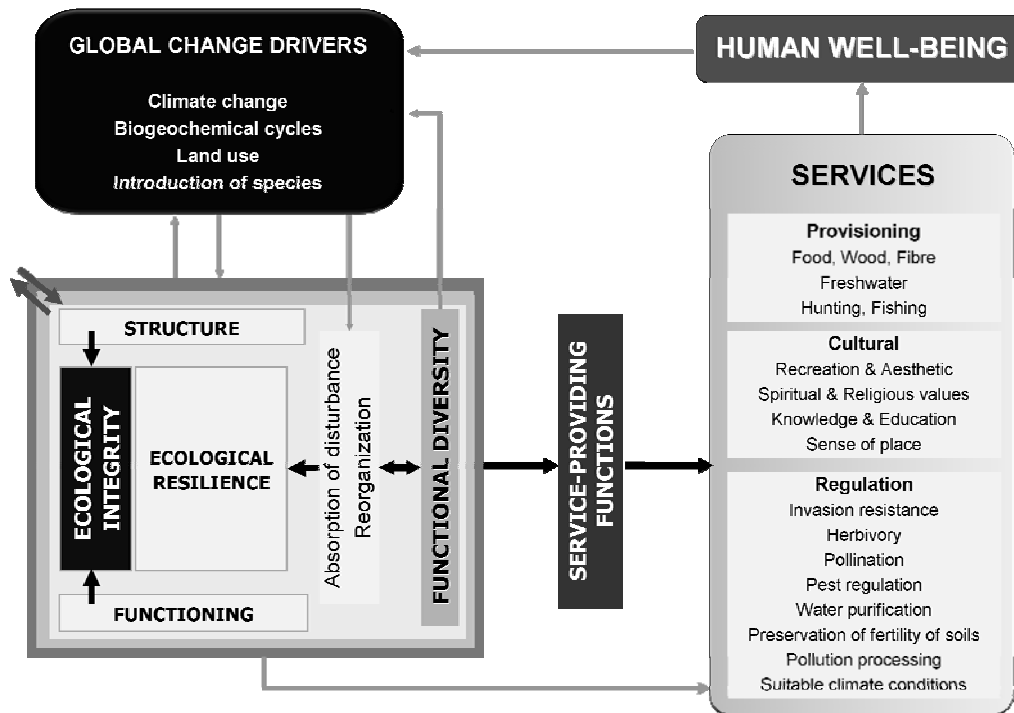 GLOBAL CHANGE DRIVERS
Climate change
Biogeochemical cycles
Land use
Introduction of species
HUMAN WELL-BEING
STRUCTURE
ECOLOGICAL
INTEGRITY
ECOLOGICAL
RESILIENCE
FUNCTIONING
Absorption of disturbance
Reorganization
FUNCTIONAL DIVERSITY
SERVICE-PROVIDING
FUNCTIONS
SERVICES
Provisioning
Food, Wood, Fibre
Freshwater
Hunting, Fishing
Cultural
Recreation & Aesthetic
Spiritual & Religious values
Knowledge & Education
Sense of place
Regulation
Invasion resistance
Herbivory
Pollination
Pest regulation
Water purification
Preservation of fertility of soils
Pollution processing
Suitable climate conditions